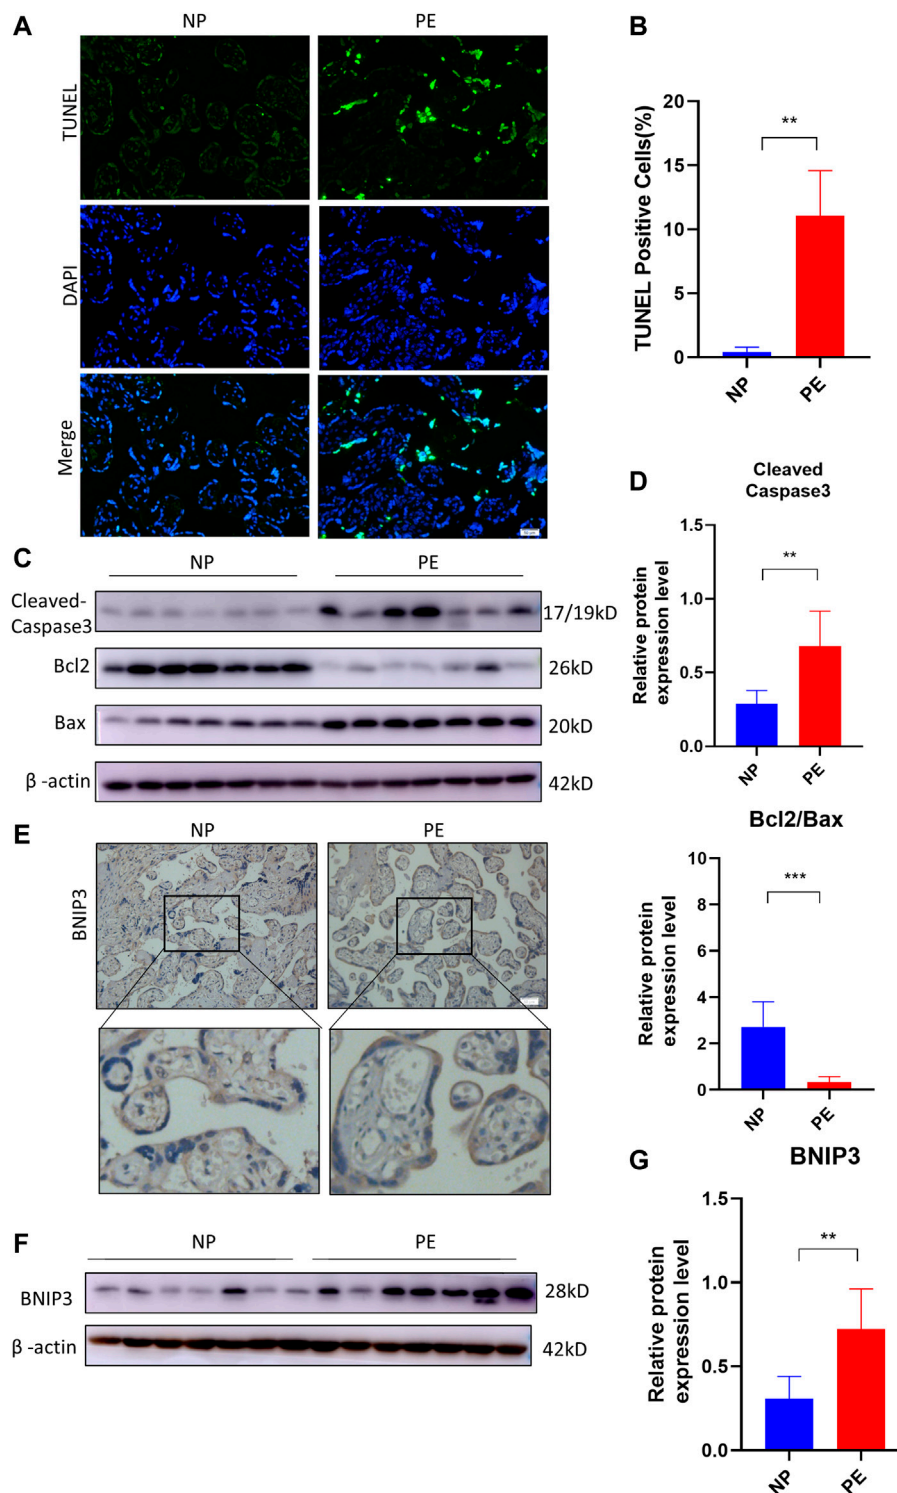 A
NP
PE
TUNEL
DAPI
Merge
B
TUNEL Positive Cells(%)
20
15
10
5
0
**
NP
PE
C
NP
PE
Cleaved-
Caspase3
17/19kD
Bcl2
26kD
Bax
20kD
β -actin
42kD
D
Cleaved
Caspase3
Relative protein
expression level
1.5
1.0
0.5
0.0
**
NP
PE
Bcl2/Bax
Relative protein
expression level
10
8
6
4
2
0
***
NP
PE
E
NP
PE
BNIP3
F
NP
PE
BNIP3
28kD
β -actin
42kD
G
BNIP3
Relative protein
expression level
1.5
1.0
0.5
0.0
**
NP
PE